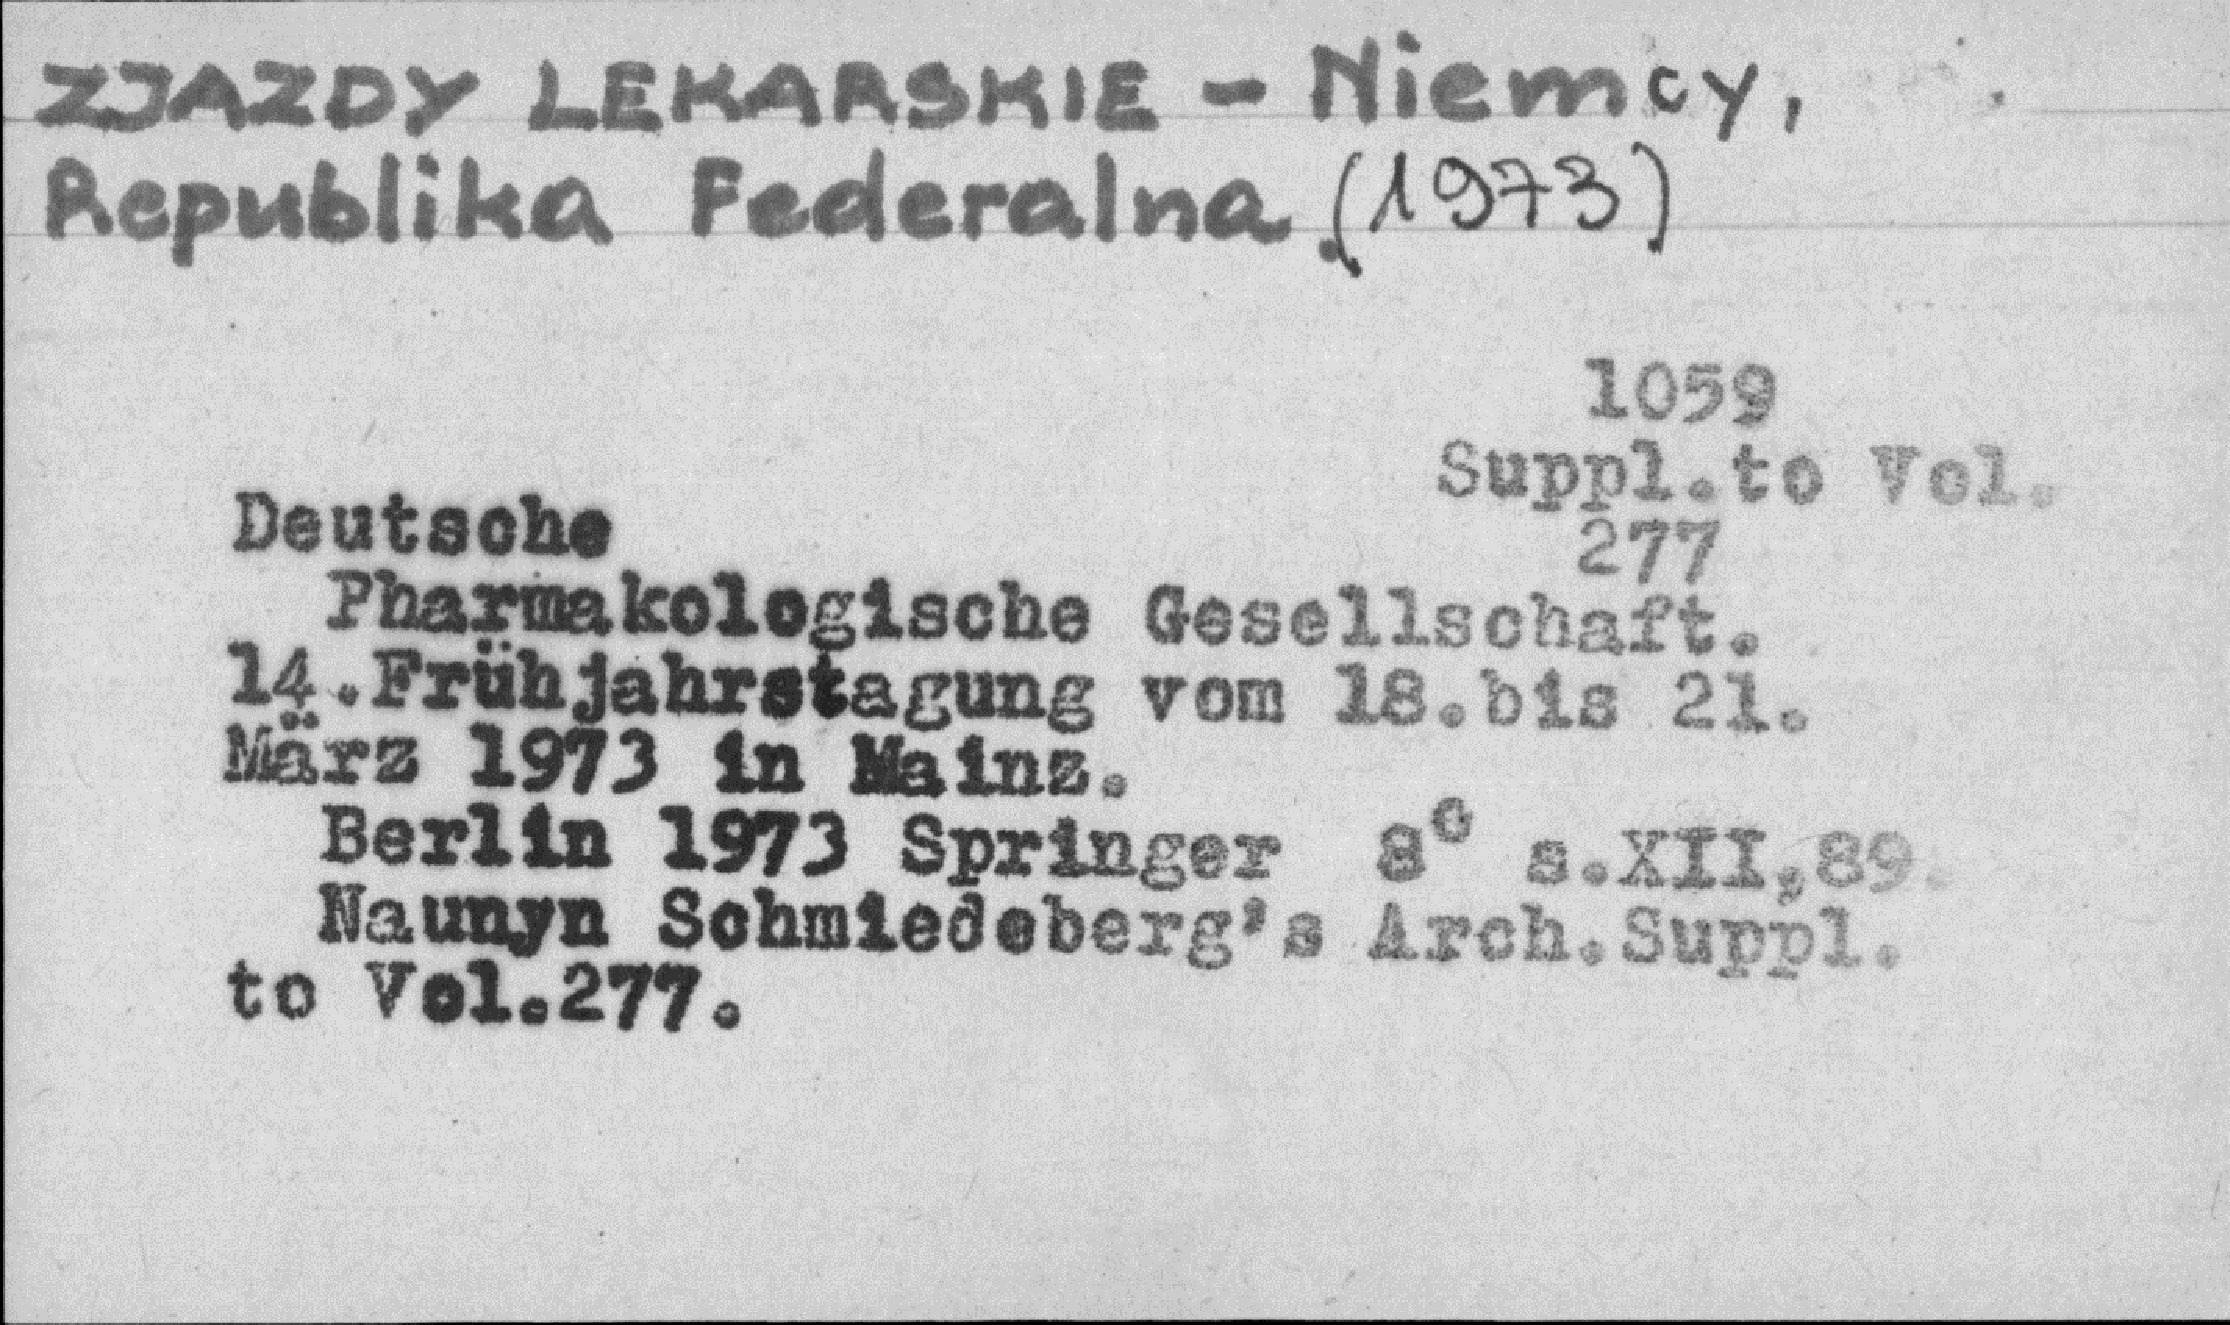 ZJAZDY LEKARSKIE - Niemcy,
Republika Federalna. (1973)
1059
Suppl.to Vol.
277
Deutsche
Pharmakologische Gesellschaft.
14.Frühjahrstagung vom 18.bis 21.
März 1973 in Mainz.
Berlin 1973 Springer 8° s.XII,89.
Naunyn Schmiedeberg's Arch.Suppl.
to Vol.277.